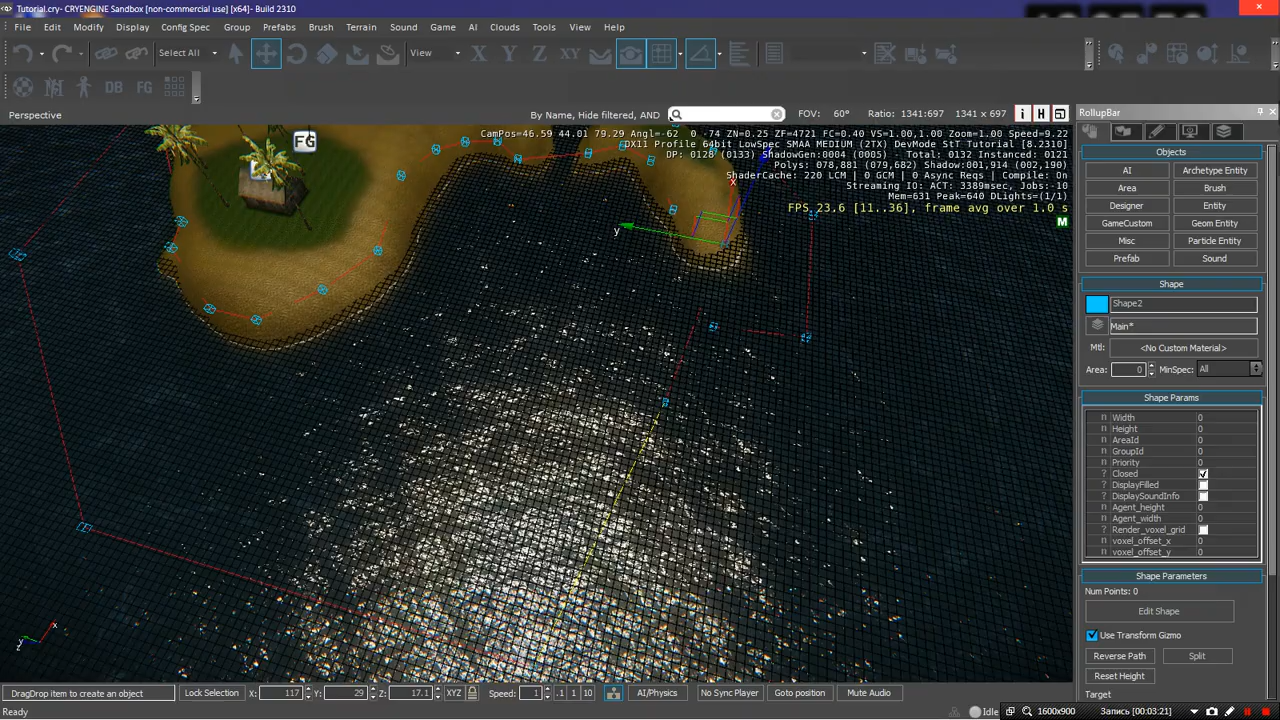 Tutorial.cry- CRYENGINE Sandbox [non-commercial use] [x64]- Build 2310
File Edit Modify Display Config Spec Group Prefabs Brush Terrain Sound Game AI Clouds Tools View Help
Select All View X Y Z XY
DB FG
Perspective By Name, Hide filtered, AND FOV: 60° Ratio: 1341:697 1341 x 697 i H
RollupBar
CamPos=46.59 44.01 79.29 Angl=-62 0 -74 ZN=0.25 ZF=4721 FC=0.40 VS=1.00,1.00 Zoom=1.00 Speed=9.22
DX11 Profile 64bit LowSpec SMAA MEDIUM (2TX) DevMode StT Tutorial [8.2310]
DP: 0128 (0133) ShadowGen:0004 (0005) - Total: 0132 Instanced: 0121
Polys: 078,881 (079,682) Shadow:001,914 (002,190)
ShaderCache: 220 LCM | 0 GCM | 0 Async Reqs | Compile: On
Streaming IO: ACT: 3389msec, Jobs:-10
Mem=631 Peak=640 DLights=(1/1)
FPS 23.6 [11..36], frame avg over 1.0 s
M
FG
x
y
Objects
AI Archetype Entity
Area Brush
Designer Entity
GameCustom Geom Entity
Misc Particle Entity
Prefab Sound
Shape
Shape2
Main*
Mtl: <No Custom Material>
Area: 0 MinSpec: All
Shape Params
n Width 0
n Height 0
n AreaId 0
n GroupId 0
n Priority 0
? Closed
? DisplayFilled
? DisplaySoundInfo
n Agent_height 0
n Agent_width 0
? Render_voxel_grid
n voxel_offset_x 0
n voxel_offset_y 0
Shape Parameters
Num Points: 0
Edit Shape
Use Transform Gizmo
Reverse Path Split
Reset Height
Target
y x z
DragDrop item to create an object Lock Selection X: 117 Y: 29 Z: 17.1 XYZ Speed: 1 .1 1 10 AI/Physics No Sync Player Goto position Mute Audio
Ready Idle 1600x900 Запись [00:03:21]